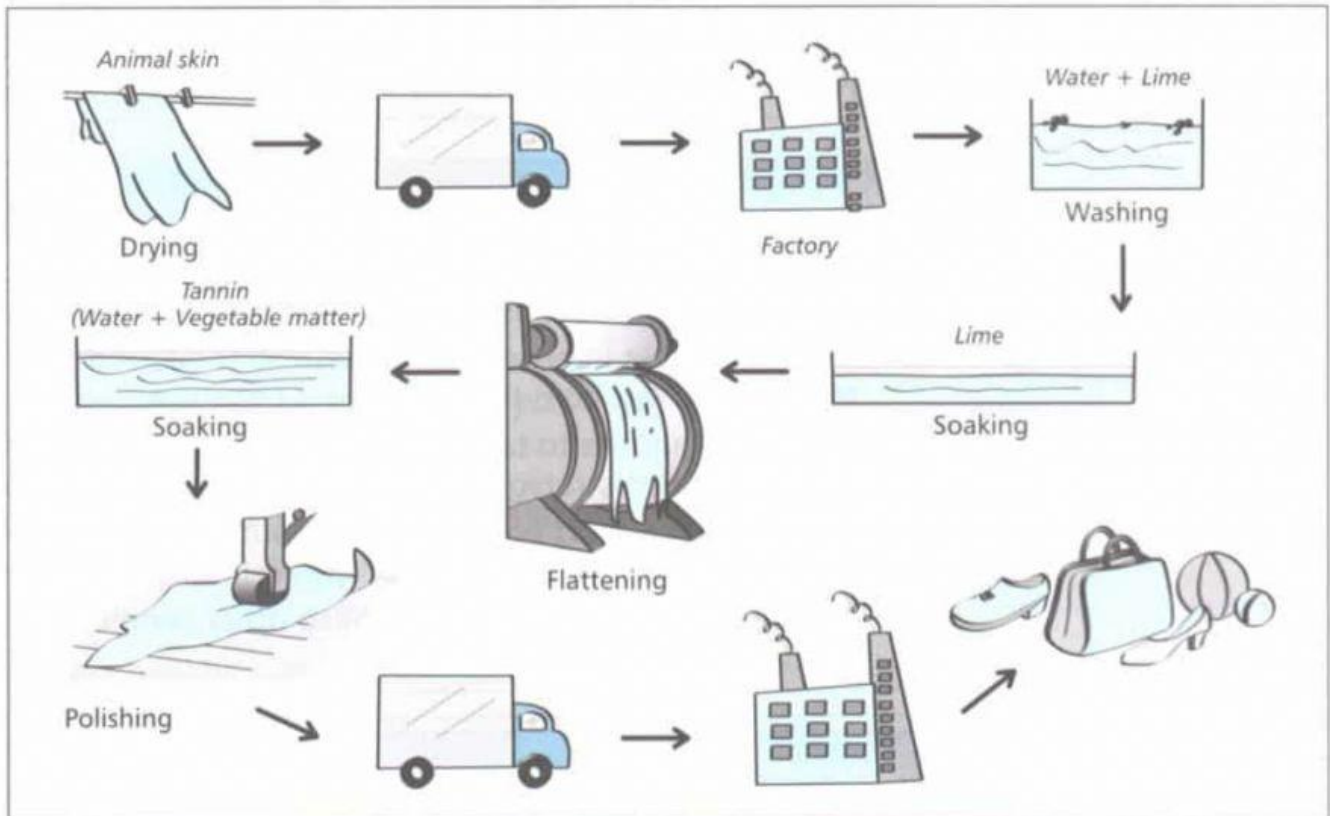 Animal skin
Drying
Factory
Water + Lime
Washing
Tannin
(Water + Vegetable matter)
Soaking
Flattening
Lime
Soaking
Polishing